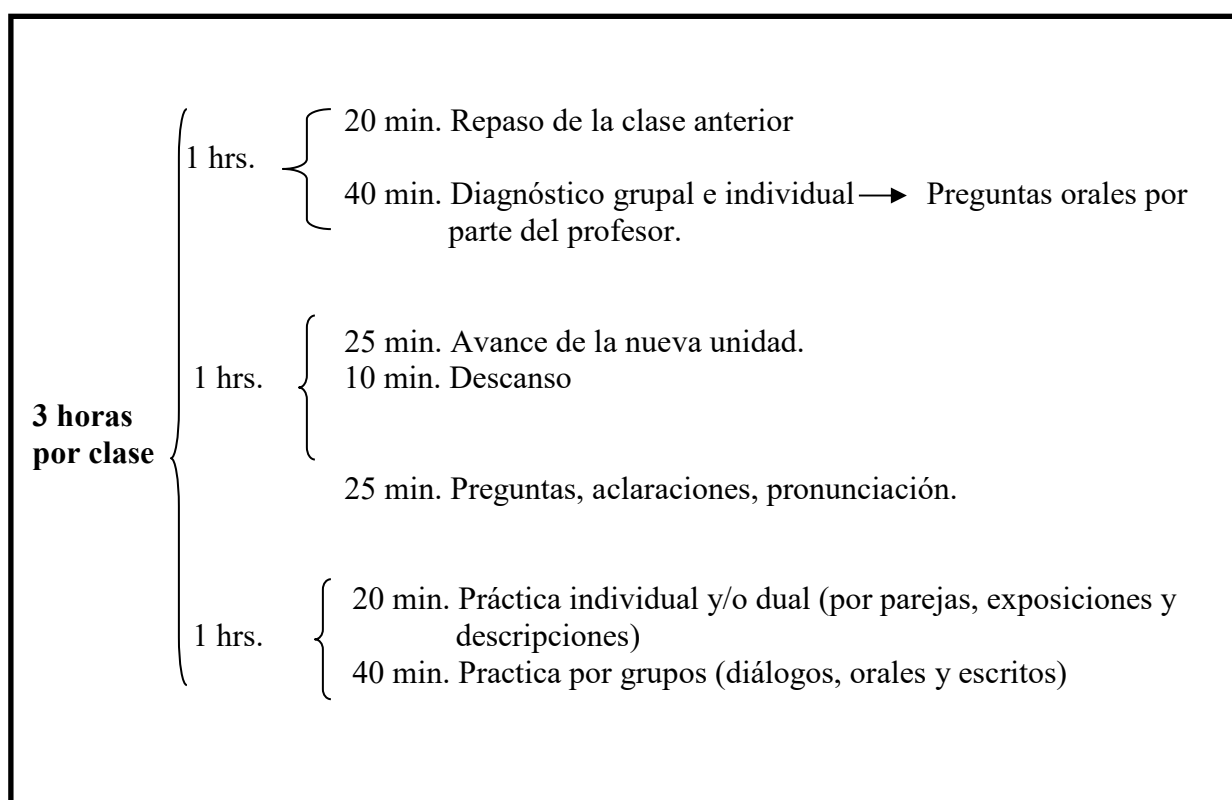 20 min. Repaso de la clase anterior
1 hrs.
40 min. Diagnóstico grupal e individual Preguntas orales por
parte del profesor.
25 min. Avance de la nueva unidad.
1 hrs.
10 min. Descanso
3 horas
por clase
25 min. Preguntas, aclaraciones, pronunciación.
20 min. Práctica individual y/o dual (por parejas, exposiciones y
descripciones)
1 hrs.
40 min. Practica por grupos (diálogos, orales y escritos)